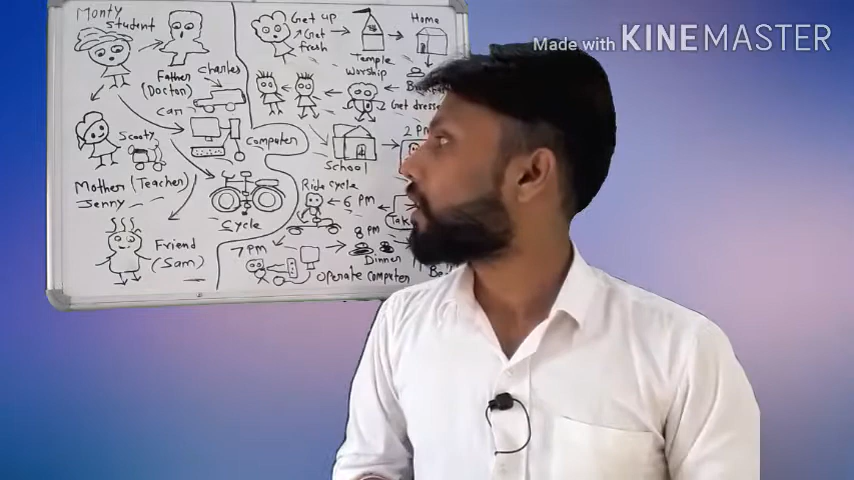 Made with KINEMASTER
Monty
Student
Father
(Doctor)
Charles
Car
Scooty
Computer
Mother (Teacher)
Jenny
Cycle
Friend
(Sam)
Get up
Get
fresh
Temple
Worship
Home
Get dresse
School
2 PM
Ride cycle
6 PM
Tak
8 PM
Dinner
7 PM
Operate computer